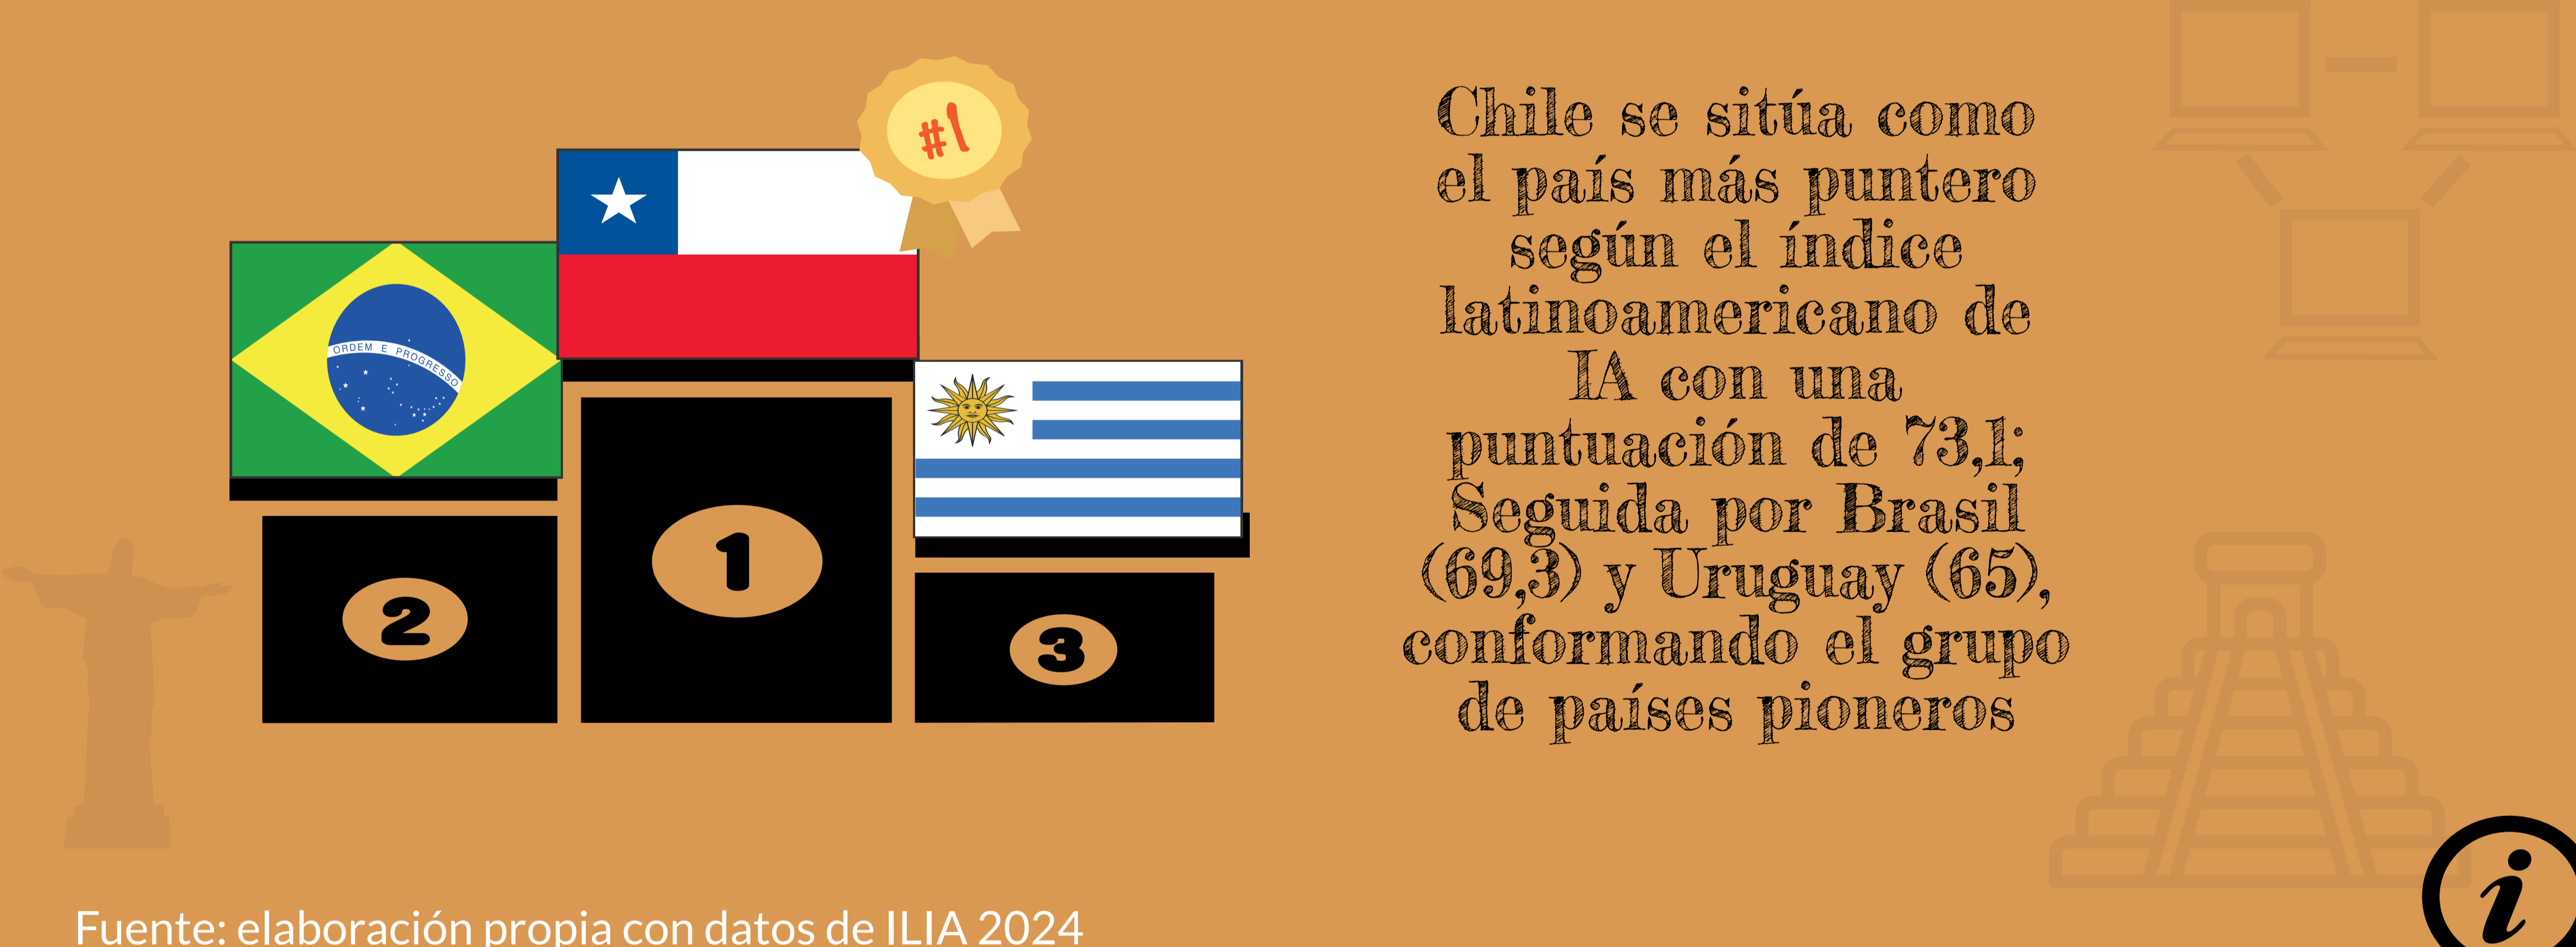 #1
ORDEM E PROGRESSO
1
2
3
Chile se sitúa como
el país más puntero
según el índice
latinoamericano de
IA con una
puntuación de 73,1;
Seguida por Brasil
(69,3) y Uruguay (65),
conformando el grupo
de países pioneros
i
Fuente: elaboración propia con datos de ILIA 2024